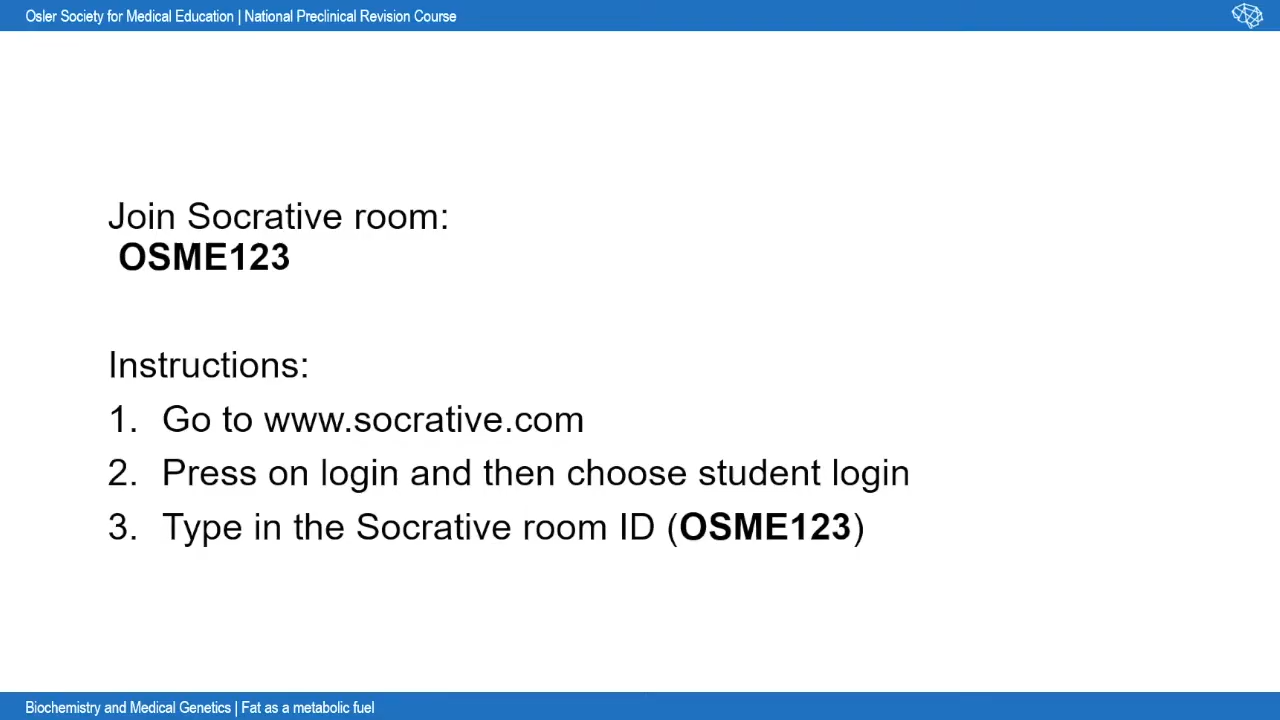 Osler Society for Medical Education | National Preclinical Revision Course
Join Socrative room:
OSME123
Instructions:
1. Go to www.socrative.com
2. Press on login and then choose student login
3. Type in the Socrative room ID (OSME123)
Biochemistry and Medical Genetics | Fat as a metabolic fuel